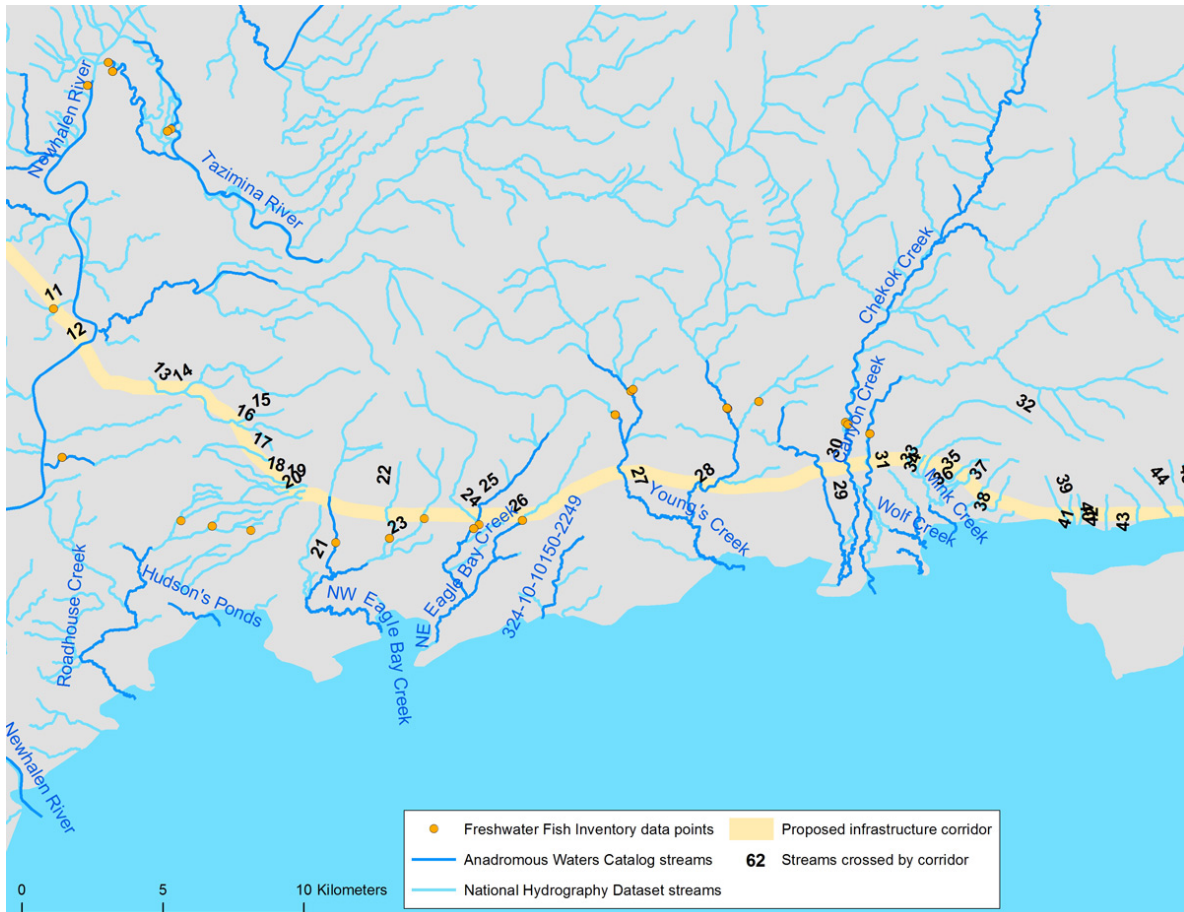 Newhalen River
Tazimina River
Chekok Creek
11
12
13
14
15
16
17
18
19
20
21
22
23
24
25
26
27
28
29
30
Canyon Creek
31
32
33
34
35
36
37
38
39
41
42
43
44
Mink Creek
Wolf Creek
Young's Creek
324-10-10150-2249
NE Eagle Bay Creek
NW Eagle Bay Creek
Hudson's Ponds
Roadhouse Creek
Newhalen River
Freshwater Fish Inventory data points
Proposed infrastructure corridor
Anadromous Waters Catalog streams
62 Streams crossed by corridor
National Hydrography Dataset streams
0 5 10 Kilometers